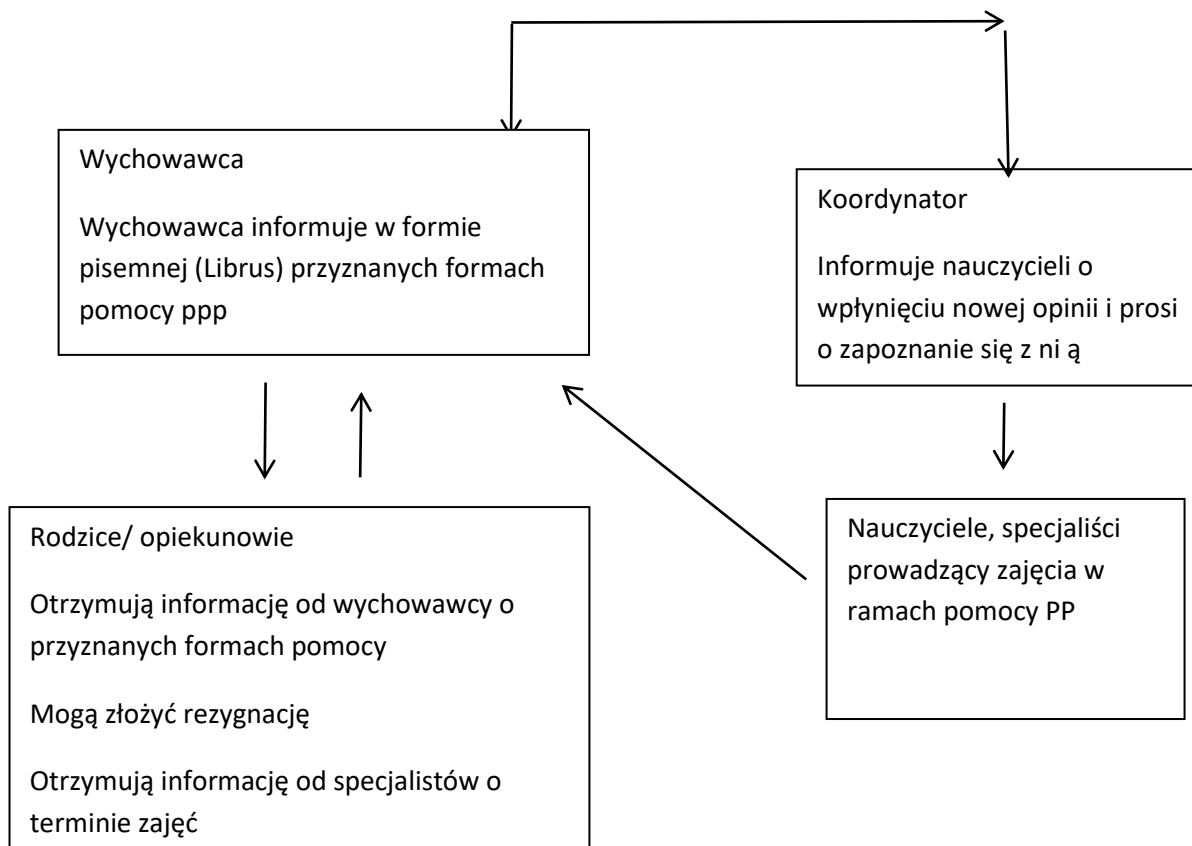 Wychowawca
Wychowawca informuje w formie
pisemnej (Librus) przyznanych formach
pomocy ppp
Koordynator
Informuje nauczycieli o
wpłynięciu nowej opinii i prosi
o zapoznanie się z ni ą
Rodzice/ opiekunowie
Otrzymują informację od wychowawcy o
przyznanych formach pomocy
Mogą złożyć rezygnację
Otrzymują informację od specjalistów o
terminie zajęć
Nauczyciele, specjaliści
prowadzący zajęcia w
ramach pomocy PP